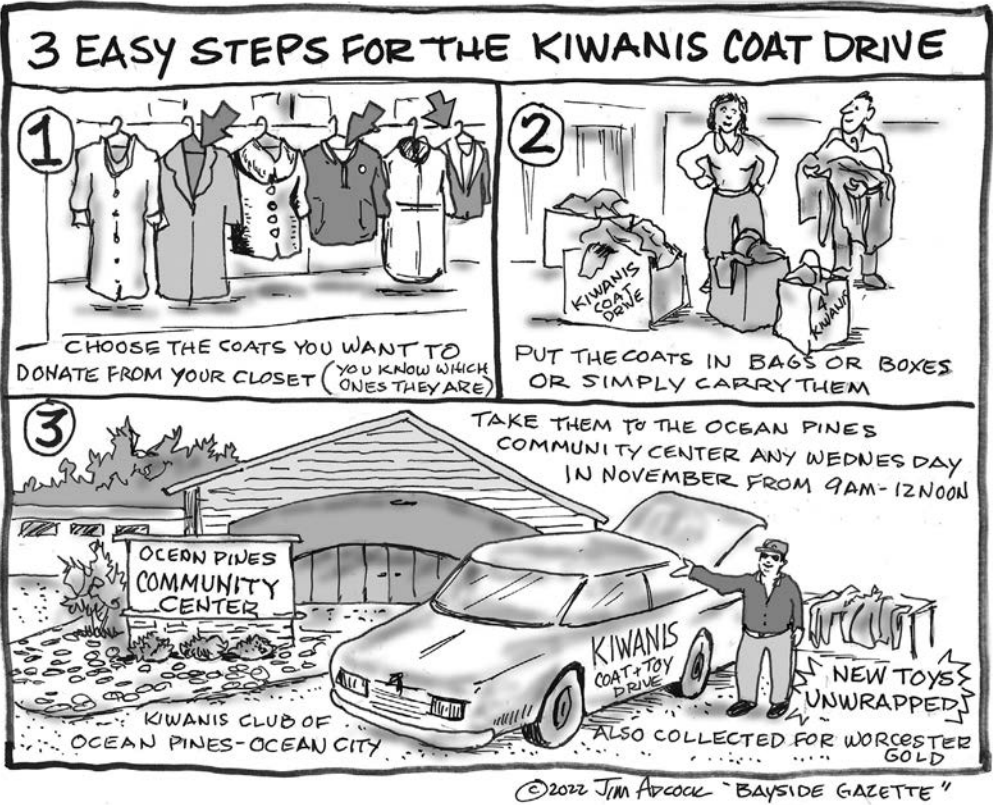 3 EASY STEPS FOR THE KIWANIS COAT DRIVE
1
CHOOSE THE COATS YOU WANT TO
DONATE FROM YOUR CLOSET (YOU KNOW WHICH
ONES THEY ARE)
2
KIWANIS
COAT
DRIVE
4
KIWANIS
PUT THE COATS IN BAGS OR BOXES
OR SIMPLY CARRY THEM
3
TAKE THEM TO THE OCEAN PINES
COMMUNITY CENTER ANY WEDNESDAY
IN NOVEMBER FROM 9AM-12NOON
OCEAN PINES
COMMUNITY
CENTER
KIWANIS
COAT + TOY
DRIVE
NEW TOYS
UNWRAPPED
KIWANIS CLUB OF
OCEAN PINES-OCEAN CITY
ALSO COLLECTED FOR WORCESTER
GOLD
©2022 JIM ADCOCK "BAYSIDE GAZETTE"